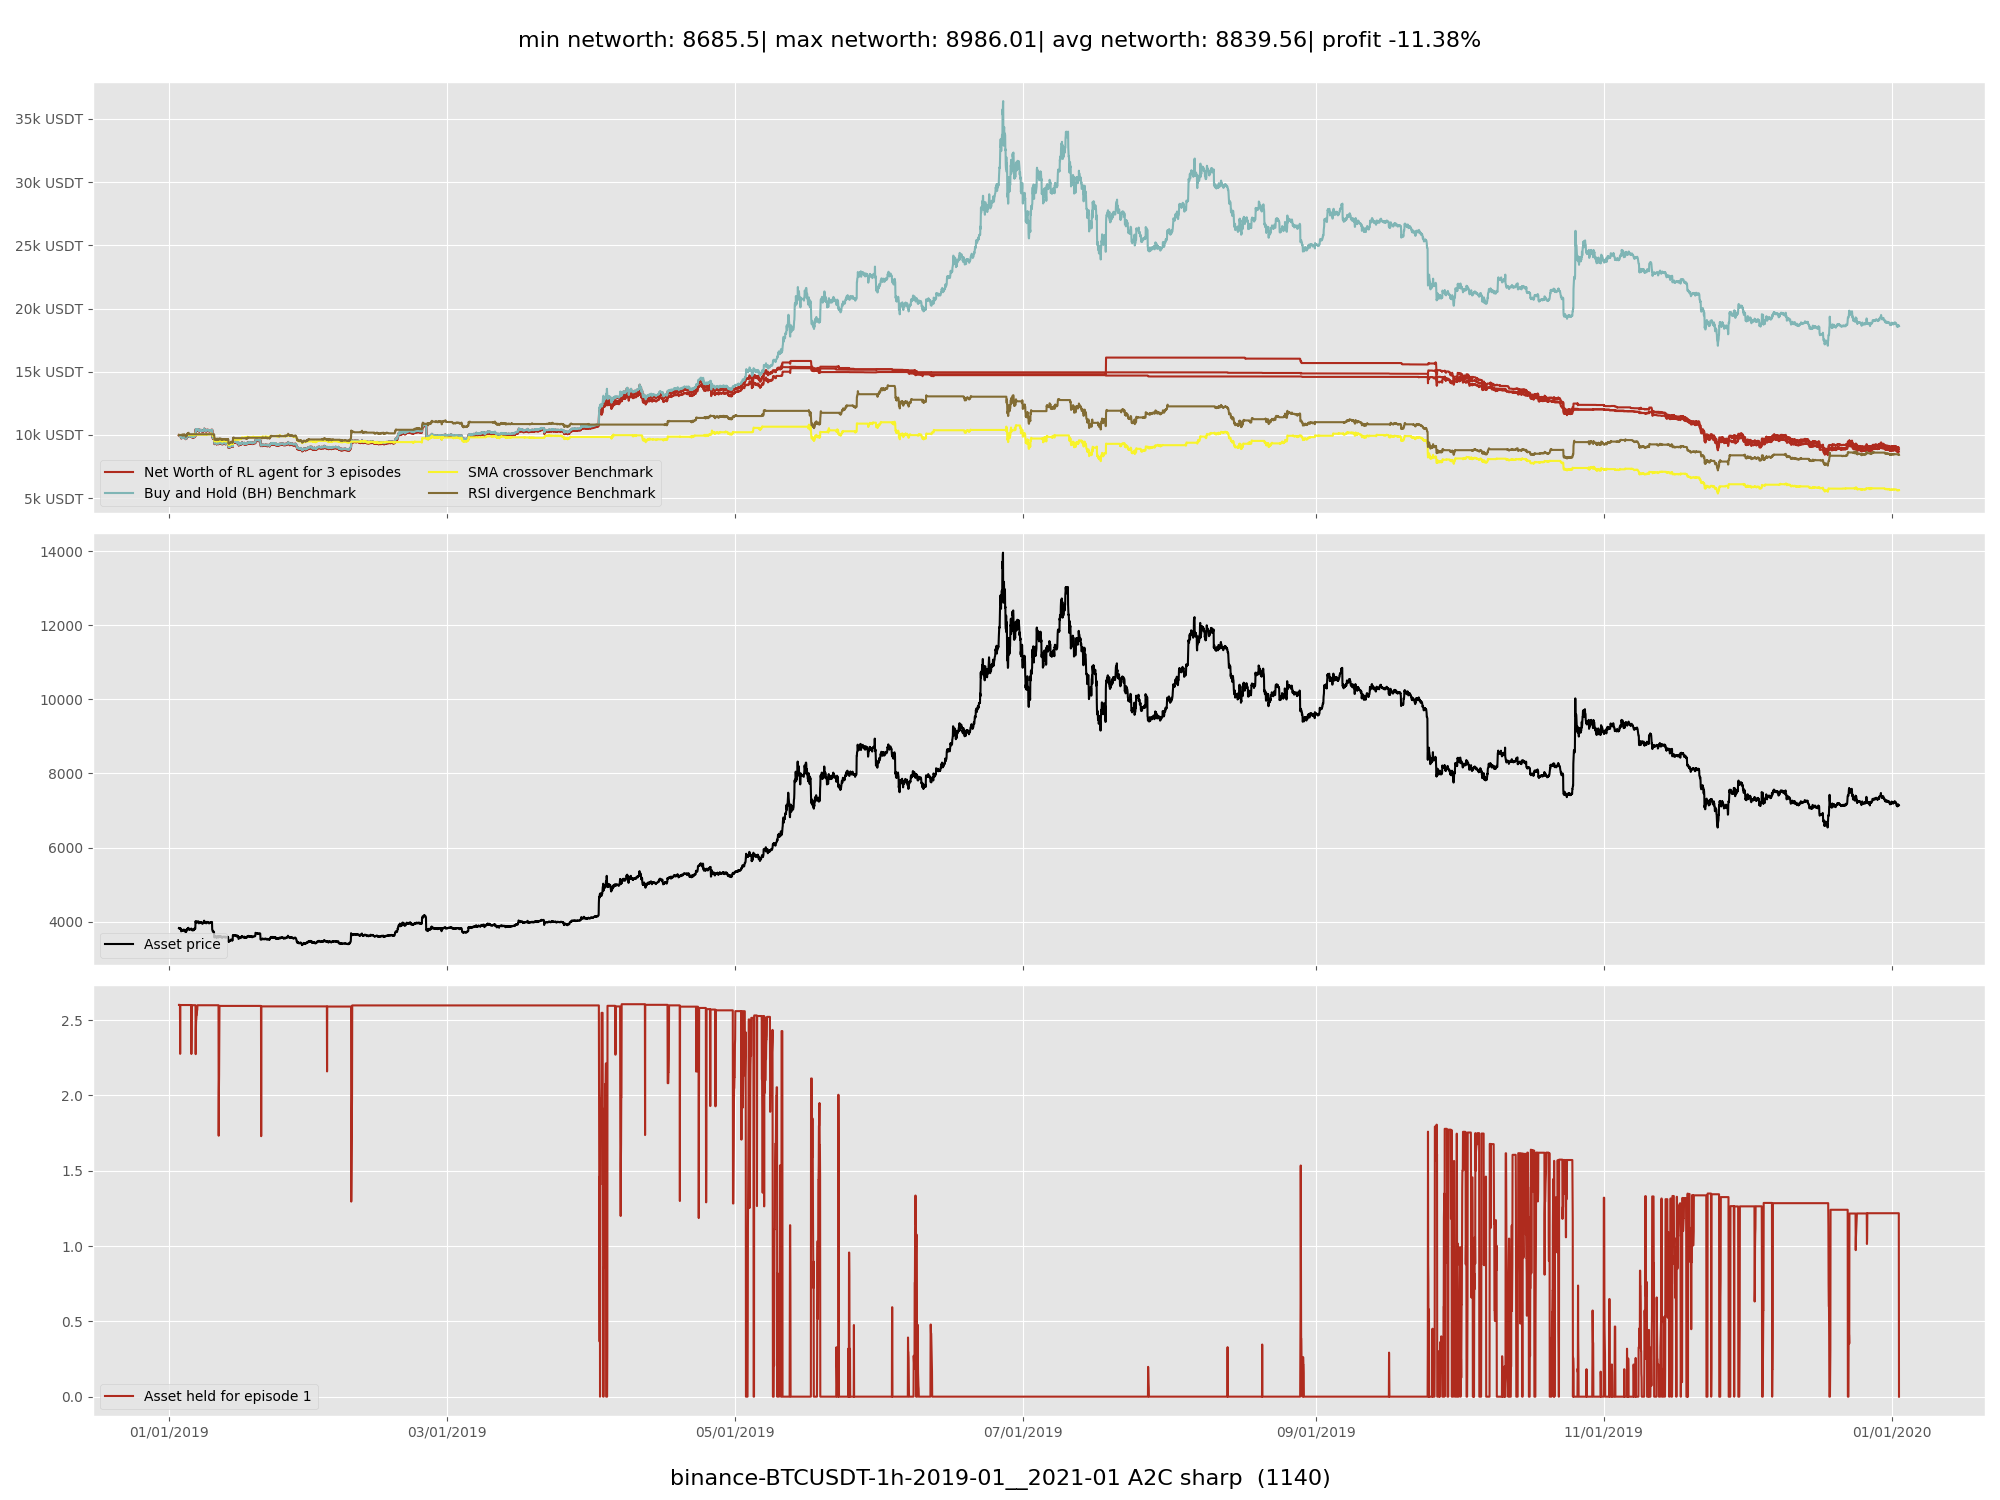 min networth: 8685.5| max networth: 8986.01| avg networth: 8839.56| profit -11.38%
35k USDT
30k USDT
25k USDT
20k USDT
15k USDT
10k USDT
5k USDT
Net Worth of RL agent for 3 episodes
Buy and Hold (BH) Benchmark
SMA crossover Benchmark
RSI divergence Benchmark
14000
12000
10000
8000
6000
4000
Asset price
2.5
2.0
1.5
1.0
0.5
0.0
Asset held for episode 1
01/01/2019 03/01/2019 05/01/2019 07/01/2019 09/01/2019 11/01/2019 01/01/2020
binance-BTCUSDT-1h-2019-01__2021-01 A2C sharp (1140)